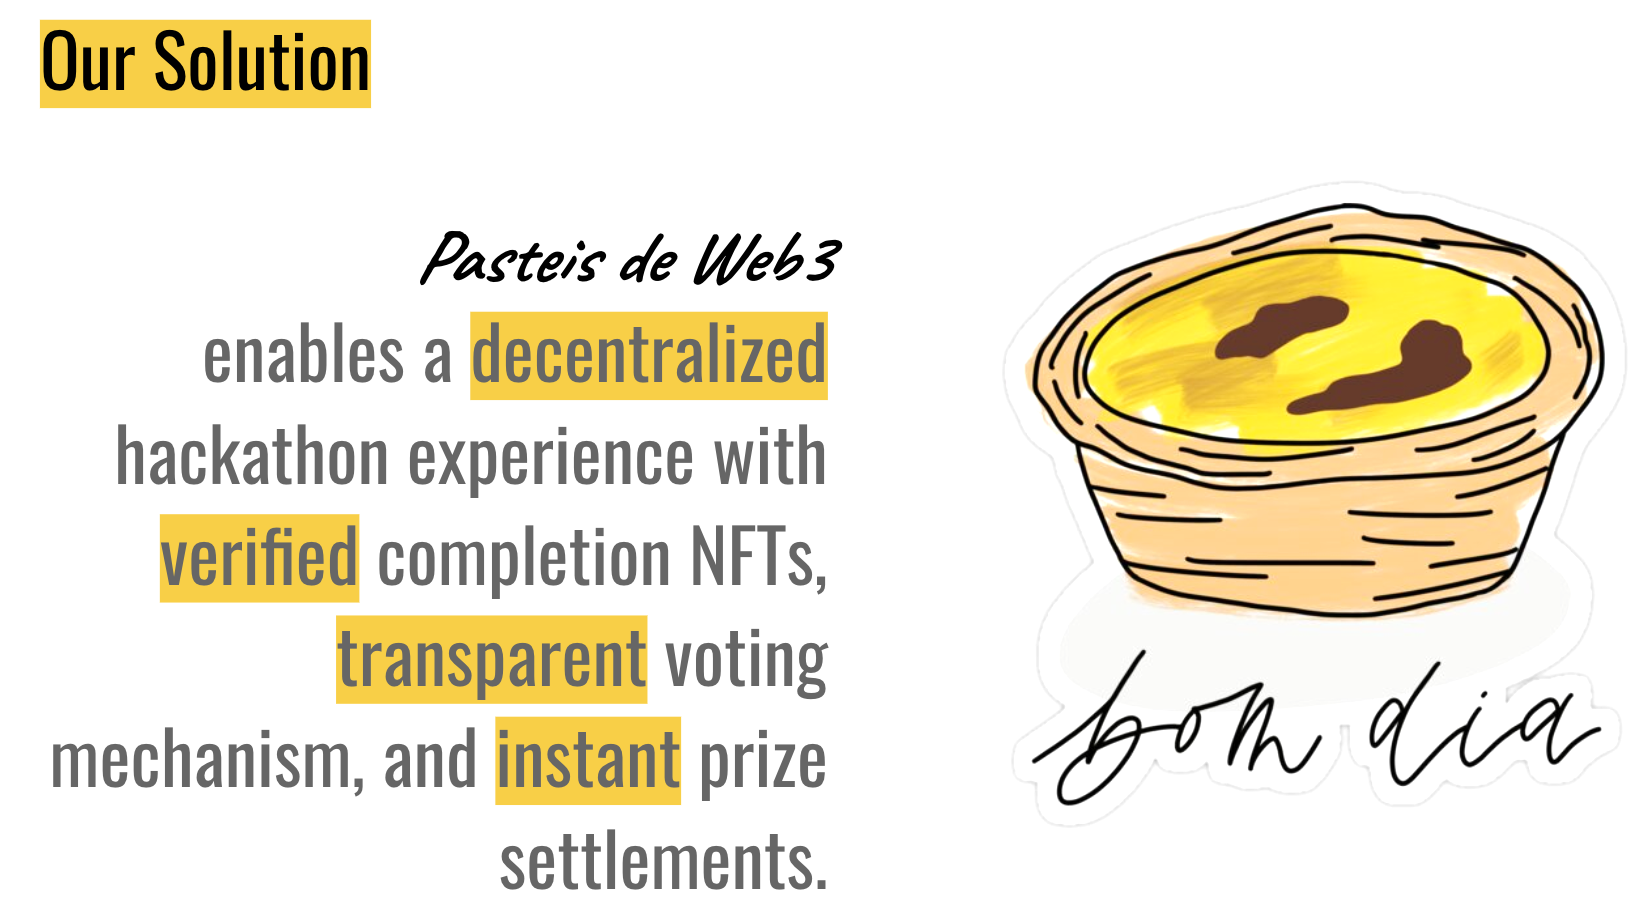 Our Solution
Pasteis de Web3
enables a decentralized
hackathon experience with
verified completion NFTs,
transparent voting
mechanism, and instant prize
settlements.
bom dia